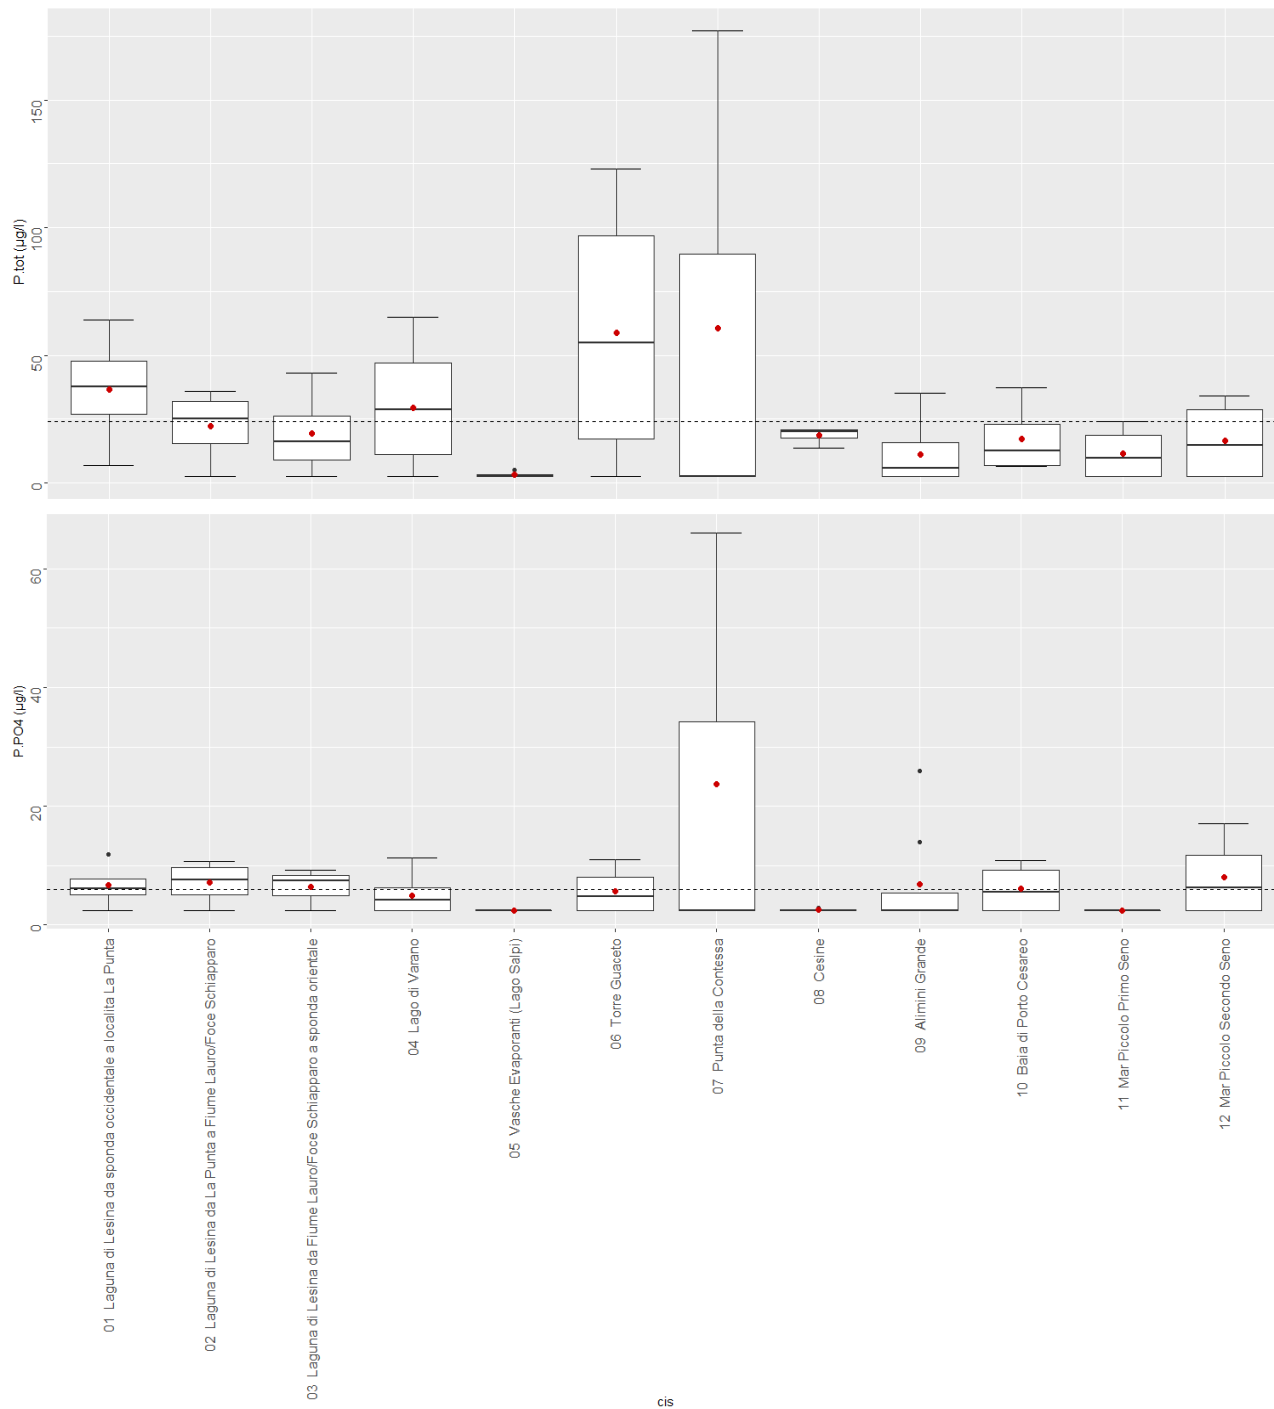 150
100
50
0
P.tot (µg/l)
60
40
20
0
P.PO4 (µg/l)
01 Laguna di Lesina da sponda occidentale a localita La Punta
02 Laguna di Lesina da La Punta a Fiume Lauro/Foce Schiapparo
03 Laguna di Lesina da Fiume Lauro/Foce Schiapparo a sponda orientale
04 Lago di Varano
05 Vasche Evaporanti (Lago Salpi)
06 Torre Guaceto
07 Punta della Contessa
08 Cesine
09 Alimini Grande
10 Baia di Porto Cesareo
11 Mar Piccolo Primo Seno
12 Mar Piccolo Secondo Seno
cis